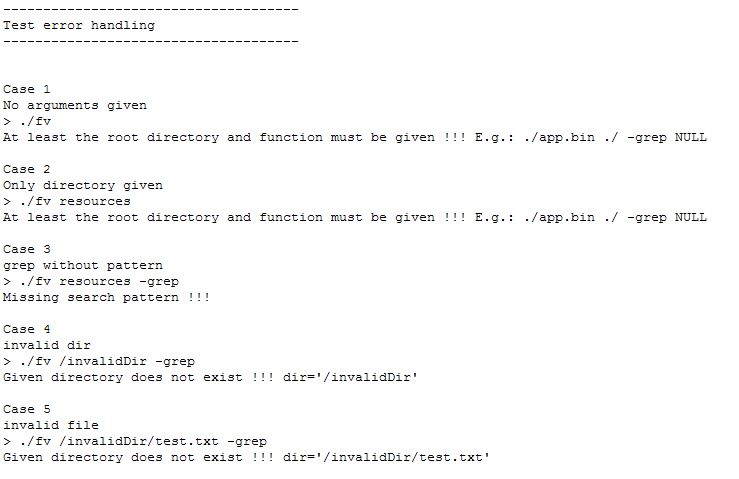 -------------------------------------
Test error handling
-------------------------------------
Case 1
No arguments given
> ./fv
At least the root directory and function must be given !!! E.g.: ./app.bin ./ -grep NULL
Case 2
Only directory given
> ./fv resources
At least the root directory and function must be given !!! E.g.: ./app.bin ./ -grep NULL
Case 3
grep without pattern
> ./fv resources -grep
Missing search pattern !!!
Case 4
invalid dir
> ./fv /invalidDir -grep
Given directory does not exist !!! dir='/invalidDir'
Case 5
invalid file
> ./fv /invalidDir/test.txt -grep
Given directory does not exist !!! dir='/invalidDir/test.txt'